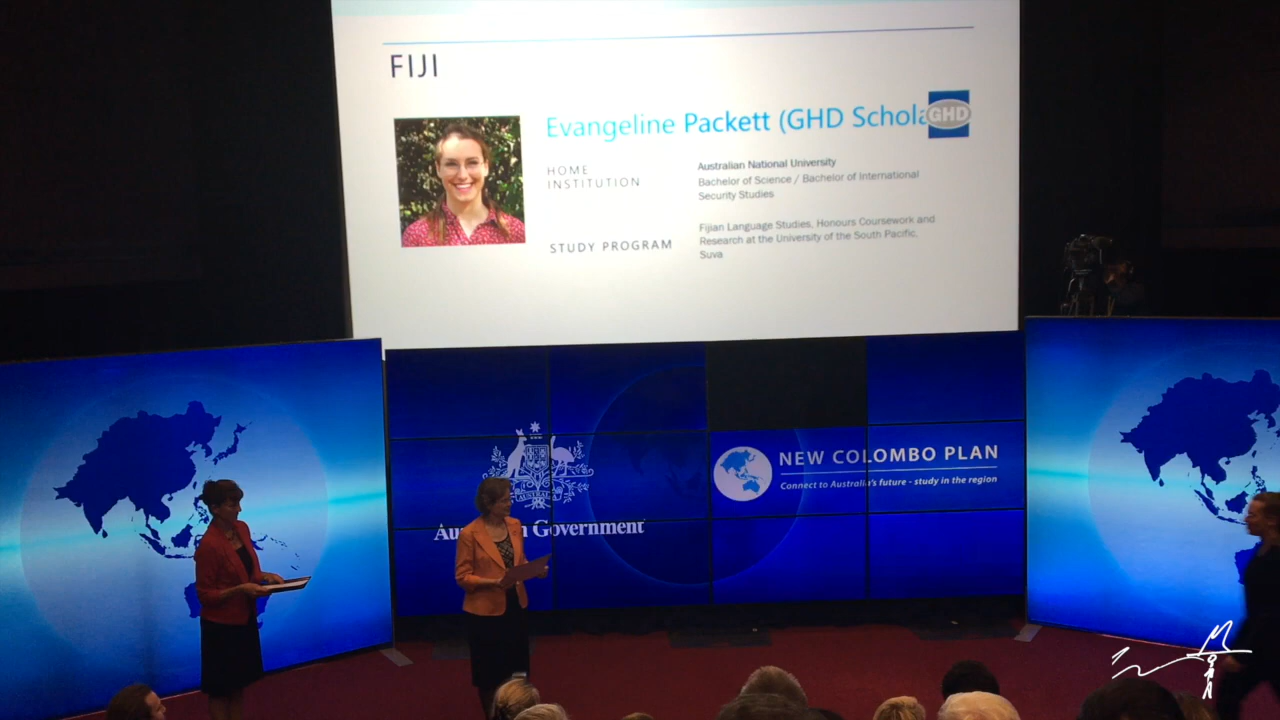 FIJI
Evangeline Packett (GHD Schola
GHD
HOME
INSTITUTION
Australian National University
Bachelor of Science / Bachelor of International
Security Studies
STUDY PROGRAM
Fijian Language Studies, Honours Coursework and
Research at the University of the South Pacific,
Suva
AUSTRALIA
Au n Government
NEW COLOMBO PLAN
Connect to Australia's future - study in the region